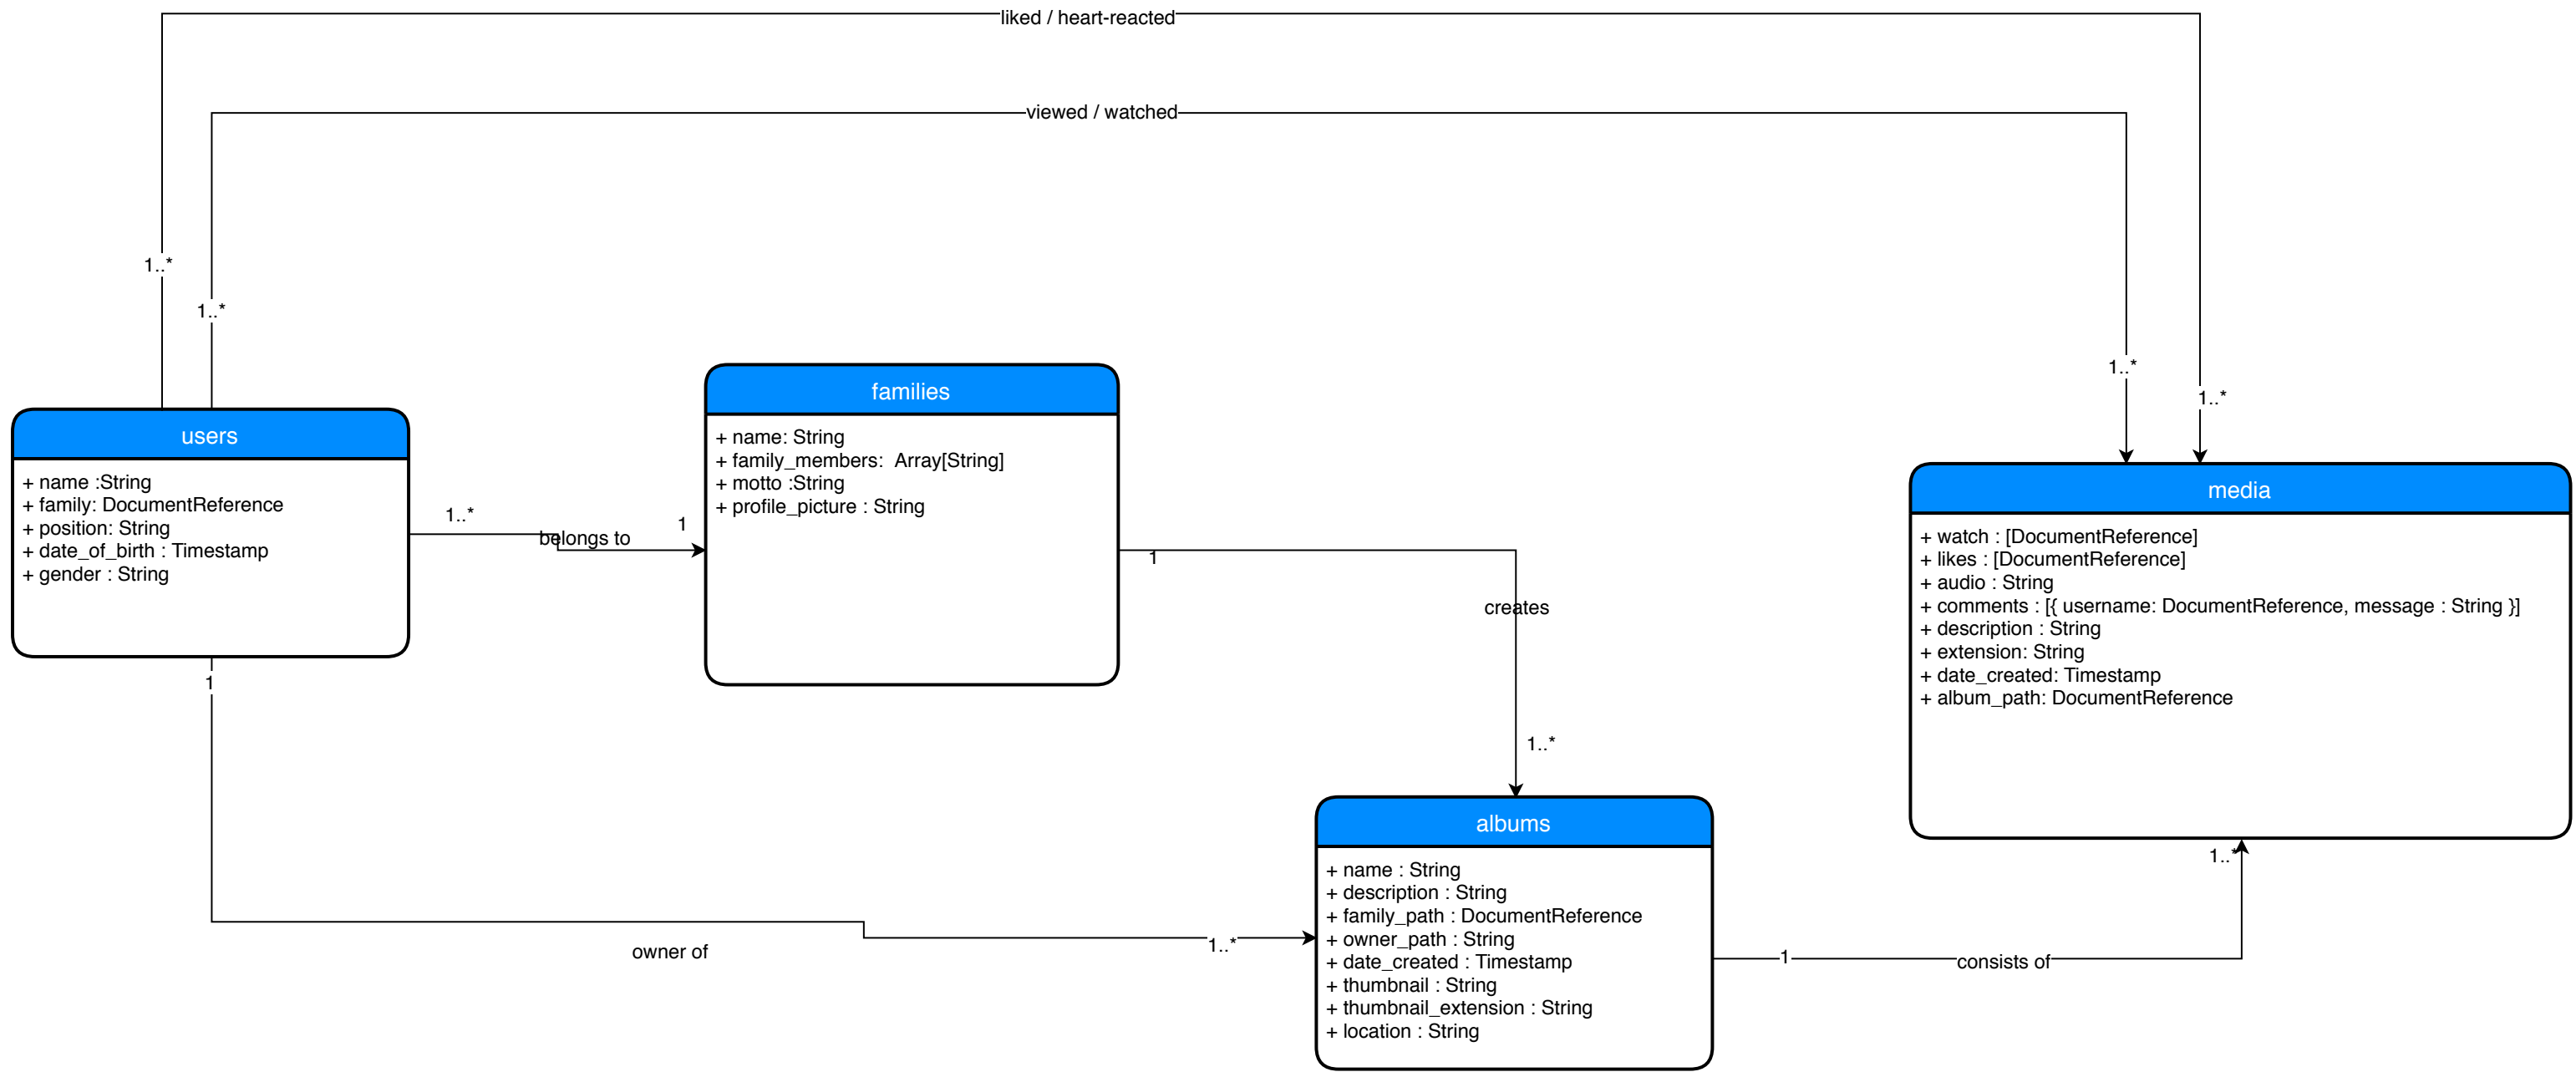 liked / heart-reacted
viewed / watched
1..*
1..*
1..*
1..*
users
+ name :String
+ family: DocumentReference
+ position: String
+ date_of_birth : Timestamp
+ gender : String
1..*
belongs to
1
families
+ name: String
+ family_members:  Array[String]
+ motto :String
+ profile_picture : String
1
creates
1..*
media
+ watch : [DocumentReference]
+ likes : [DocumentReference]
+ audio : String
+ comments : [{ username: DocumentReference, message : String }]
+ description : String
+ extension: String
+ date_created: Timestamp
+ album_path: DocumentReference
1
owner of
1..*
albums
+ name : String
+ description : String
+ family_path : DocumentReference
+ owner_path : String
+ date_created : Timestamp
+ thumbnail : String
+ thumbnail_extension : String
+ location : String
1
consists of
1..*